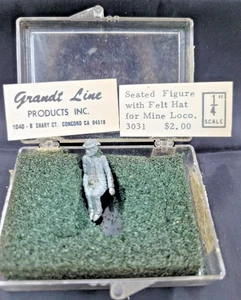 Grandt Line
PRODUCTS INC.
1040-B SHARY CT. CONCORD CA 94518
Seated Figure
with Felt Hat
for Mine Loco.
3031 $2.00
1/4"
SCALE